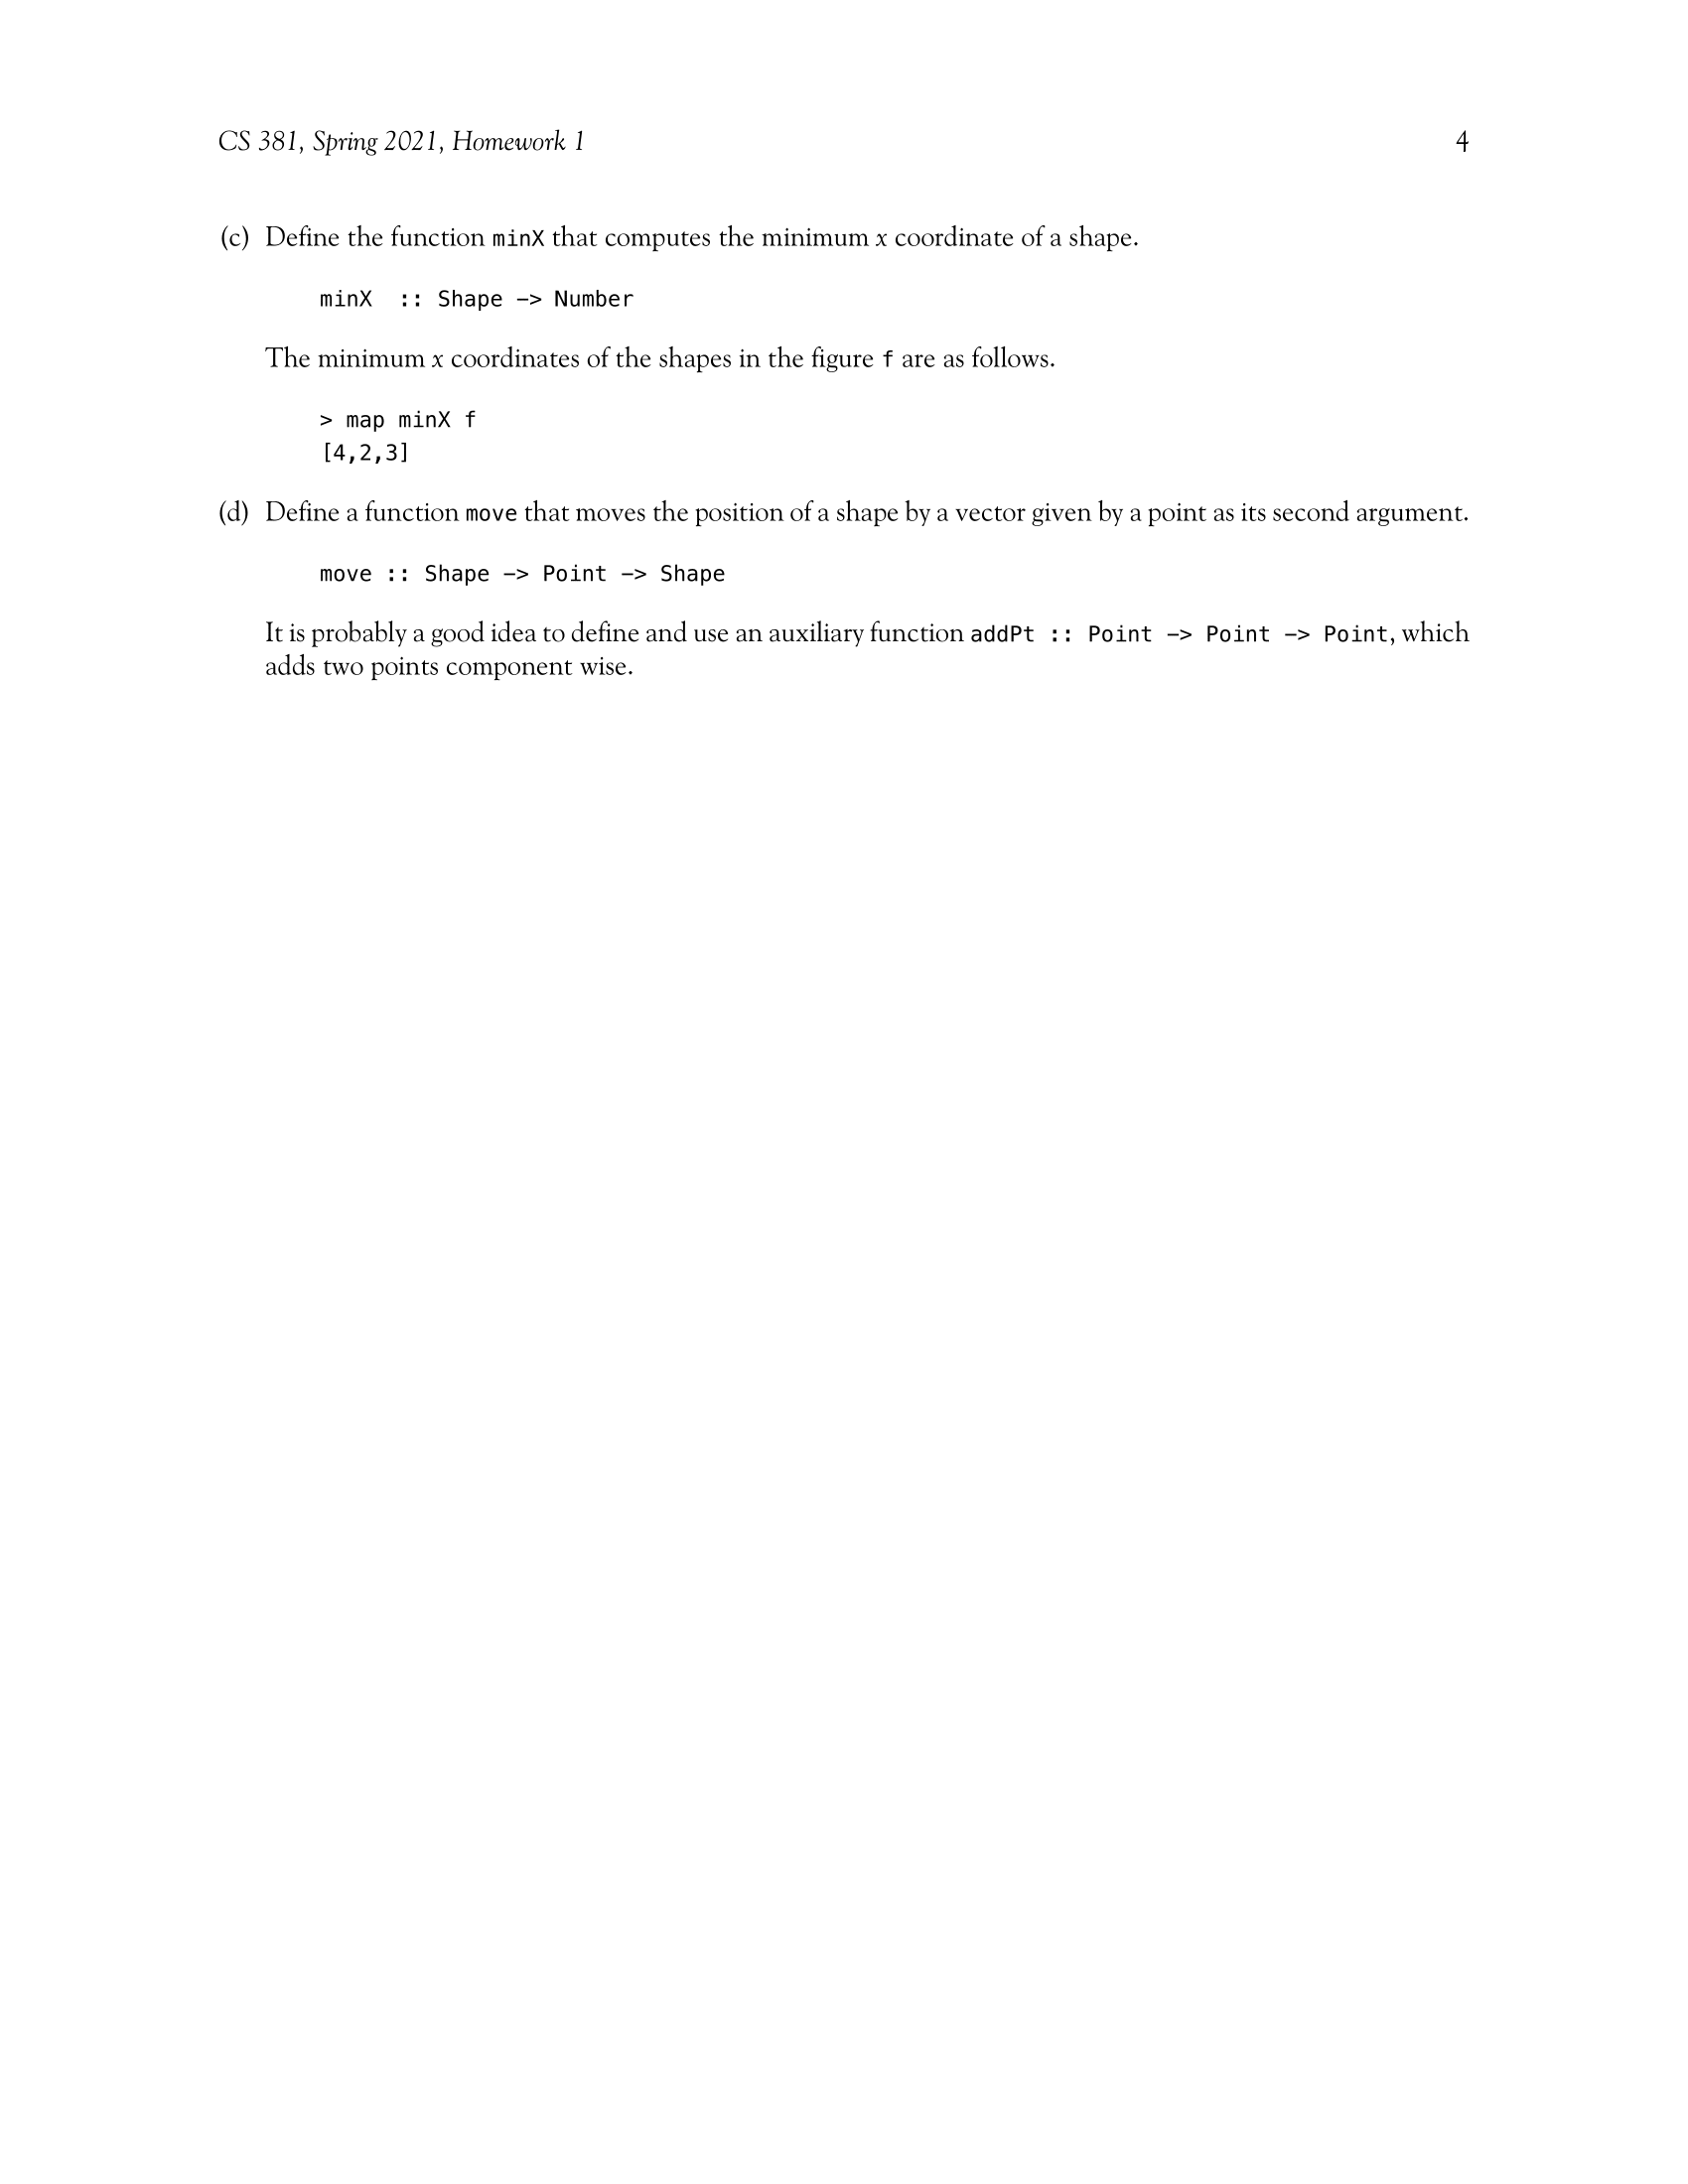 CS 381, Spring 2021, Homework 1 4
(c) Define the function minX that computes the minimum x coordinate of a shape.
minX  :: Shape -> Number
The minimum x coordinates of the shapes in the figure f are as follows.
> map minX f
[4,2,3]
(d) Define a function move that moves the position of a shape by a vector given by a point as its second argument.
move :: Shape -> Point -> Shape
It is probably a good idea to define and use an auxiliary function addPt :: Point -> Point -> Point, which
adds two points component wise.